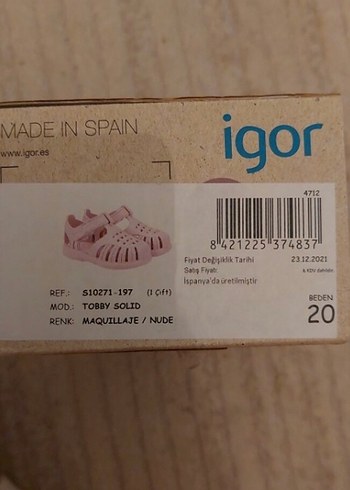 MADE IN SPAIN
igor
www.igor.es
4712
8 421225 374837
Fiyat Değişiklik Tarihi 23.12.2021
Satış Fiyatı:
İspanya'da üretilmiştir
REF.: S10271-197 (1 Çift)
MOD.: TOBBY SOLID
RENK: MAQUILLAJE / NUDE
BEDEN
20